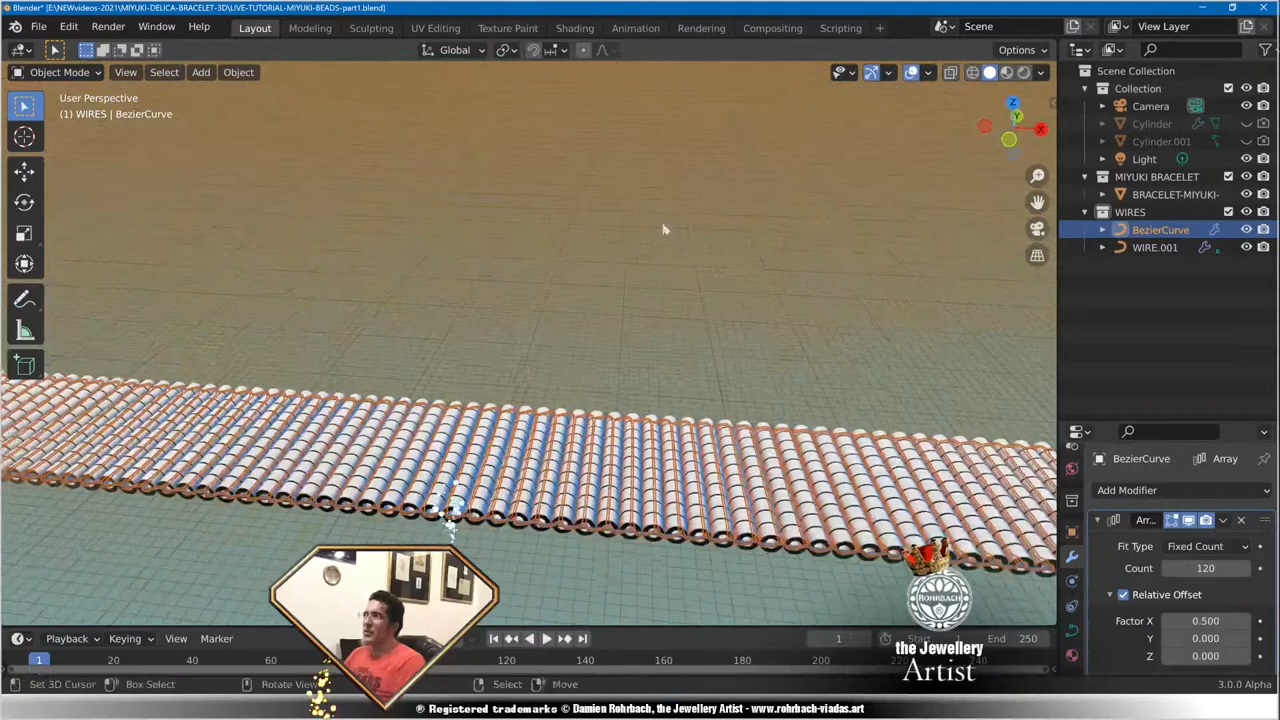 Blender* [E:\NEWvideos-2021\MIYUKI-DELICA-BRACELET-3D\LIVE-TUTORIAL-MIYUKI-BEADS-part1.blend]
File Edit Render Window Help Layout Modeling Sculpting UV Editing Texture Paint Shading Animation Rendering Compositing Scripting + Scene View Layer
Global Options
Object Mode View Select Add Object
User Perspective
(1) WIRES | BezierCurve
Z
Y
X
Scene Collection
Collection
Camera
Cylinder
Cylinder.001
Light
MIYUKI BRACELET
BRACELET-MIYUKI-
WIRES
BezierCurve
WIRE.001
BezierCurve Array
Add Modifier
Arr...
Fit Type Fixed Count
Count 120
Relative Offset
Factor X 0.500
Y 0.000
Z 0.000
ROHRBACH
the Jewellery
Artist
Playback Keying View Marker 1 Start 1 End 250
1 20 40 60 120 140 160 180 200 220 240
Set 3D Cursor Box Select Rotate View Select Move 3.0.0 Alpha
® Registered trademarks © Damien Rohrbach, the Jewellery Artist - www.rohrbach-viadas.art